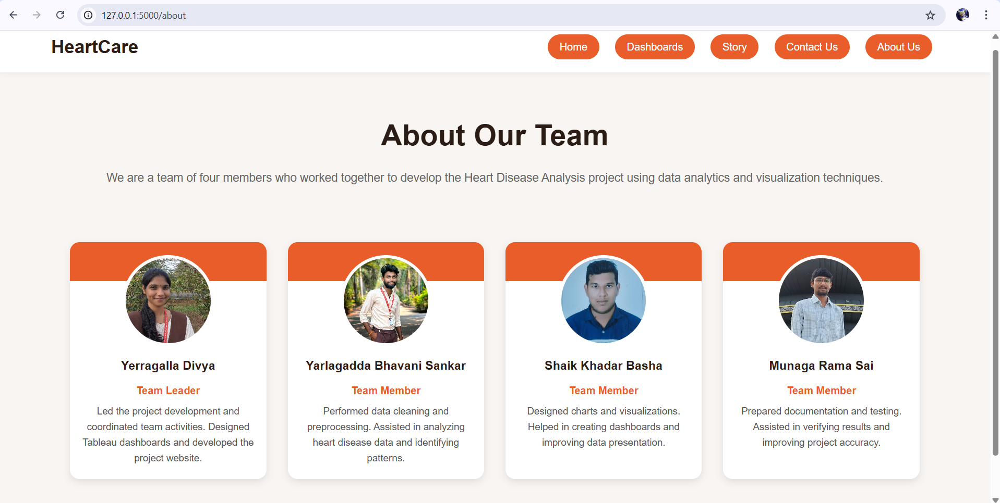 127.0.0.1:5000/about
HeartCare
Home
Dashboards
Story
Contact Us
About Us
About Our Team
We are a team of four members who worked together to develop the Heart Disease Analysis project using data analytics and visualization techniques.
Yerragalla Divya
Team Leader
Led the project development and
coordinated team activities. Designed
Tableau dashboards and developed the
project website.
Yarlagadda Bhavani Sankar
Team Member
Performed data cleaning and
preprocessing. Assisted in analyzing
heart disease data and identifying
patterns.
Shaik Khadar Basha
Team Member
Designed charts and visualizations.
Helped in creating dashboards and
improving data presentation.
Munaga Rama Sai
Team Member
Prepared documentation and testing.
Assisted in verifying results and
improving project accuracy.